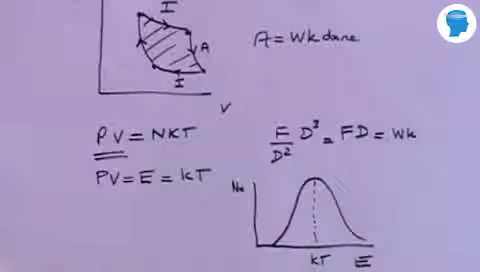 I
A
I
V
A = Wk done
PV = NKT
F/D² D³ = FD = Wk
PV = E = KT
No
KT E